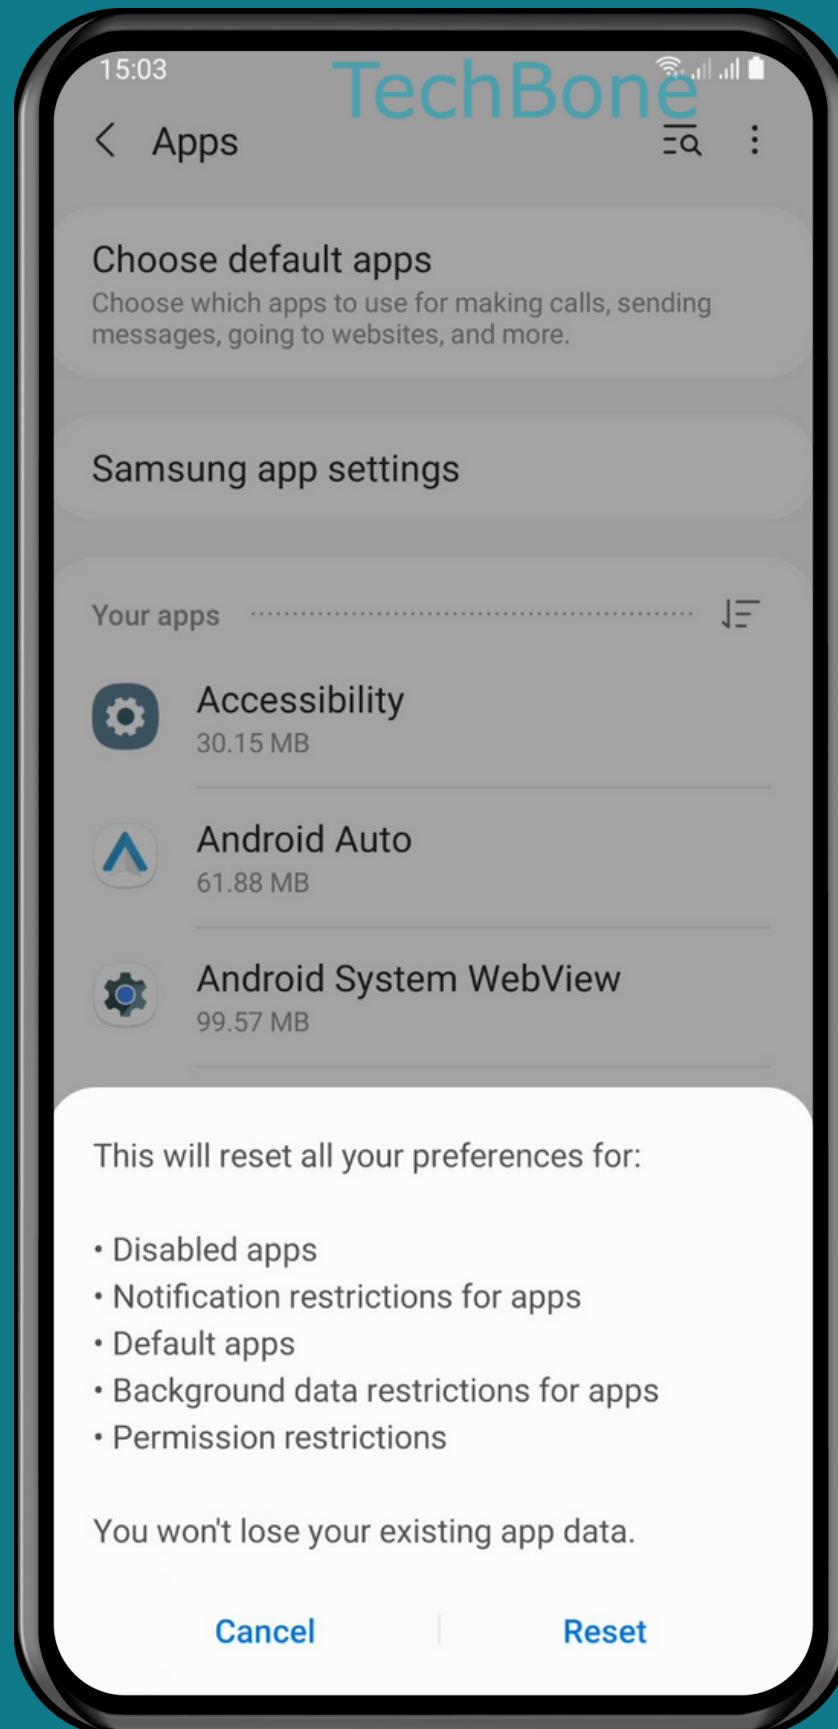 15:03
TechBone
Apps
Choose default apps
Choose which apps to use for making calls, sending
messages, going to websites, and more.
Samsung app settings
Your apps
Accessibility
30.15 MB
Android Auto
61.88 MB
Android System WebView
99.57 MB
This will reset all your preferences for:
• Disabled apps
• Notification restrictions for apps
• Default apps
• Background data restrictions for apps
• Permission restrictions
You won't lose your existing app data.
Cancel
Reset